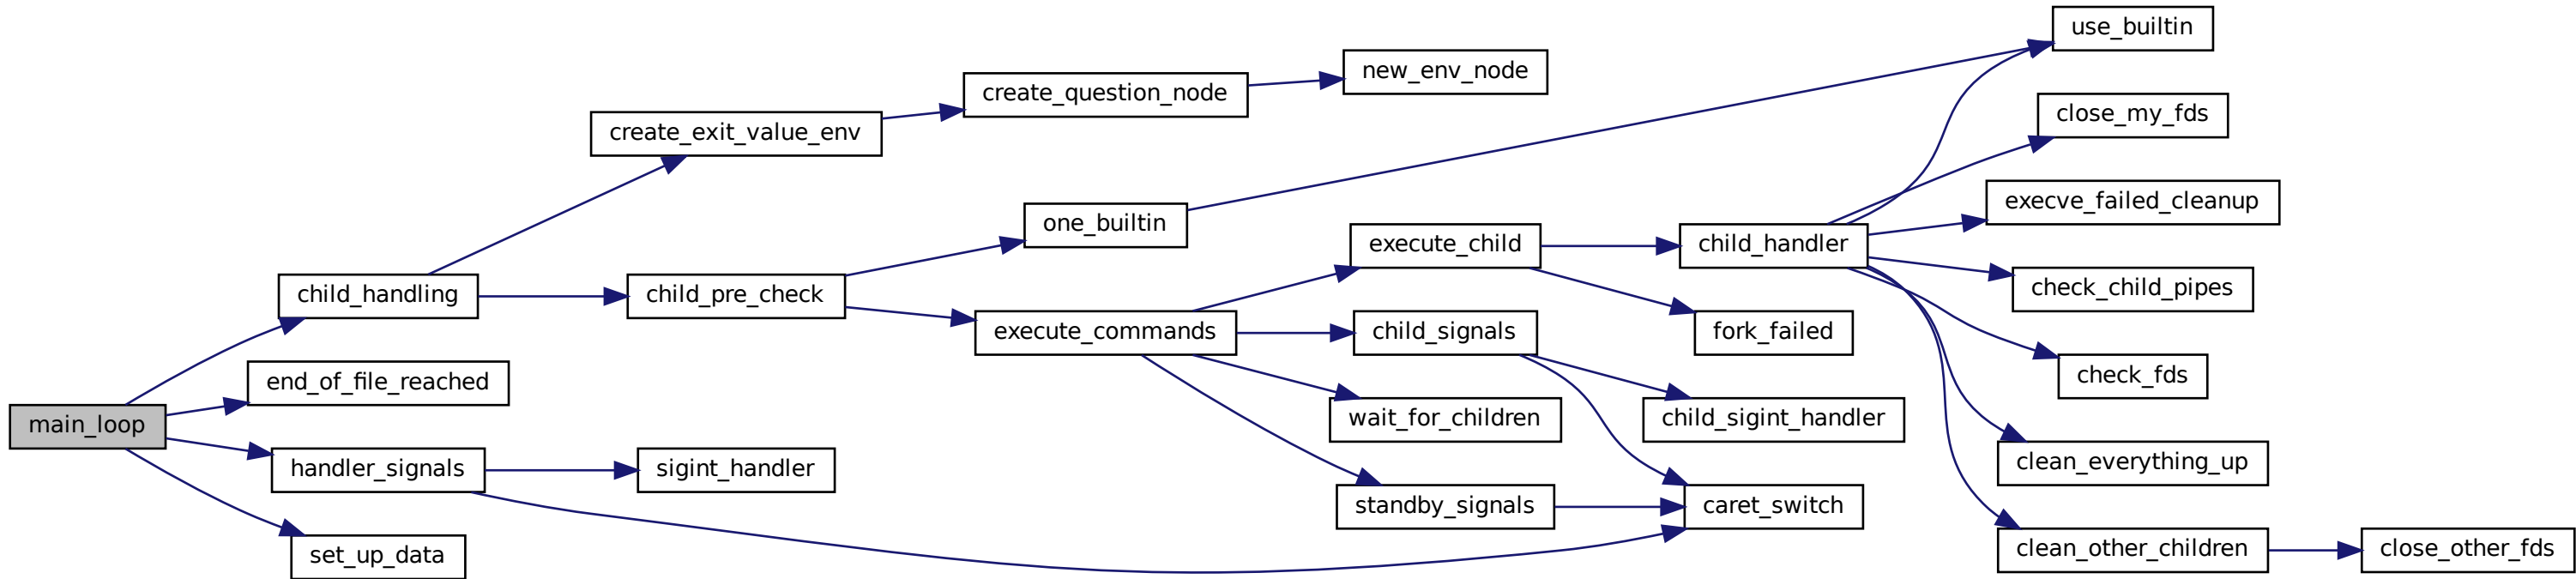 main_loop
child_handling
create_exit_value_env
create_question_node
new_env_node
child_pre_check
one_builtin
use_builtin
execute_commands
execute_child
child_handler
close_my_fds
execve_failed_cleanup
check_child_pipes
check_fds
clean_everything_up
clean_other_children
close_other_fds
fork_failed
child_signals
child_sigint_handler
caret_switch
wait_for_children
standby_signals
end_of_file_reached
handler_signals
sigint_handler
set_up_data